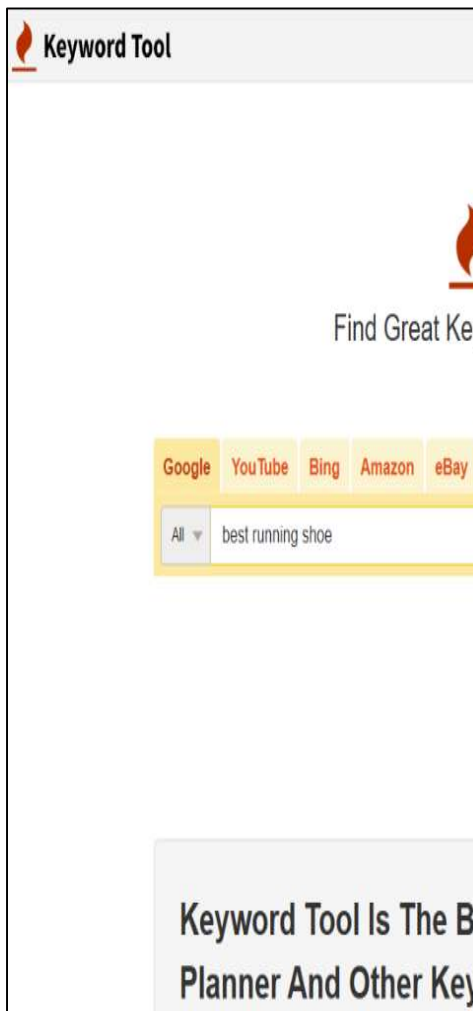 Keyword Tool
Find Great Ke
Google YouTube Bing Amazon eBay
All best running shoe
Keyword Tool Is The B
Planner And Other Key